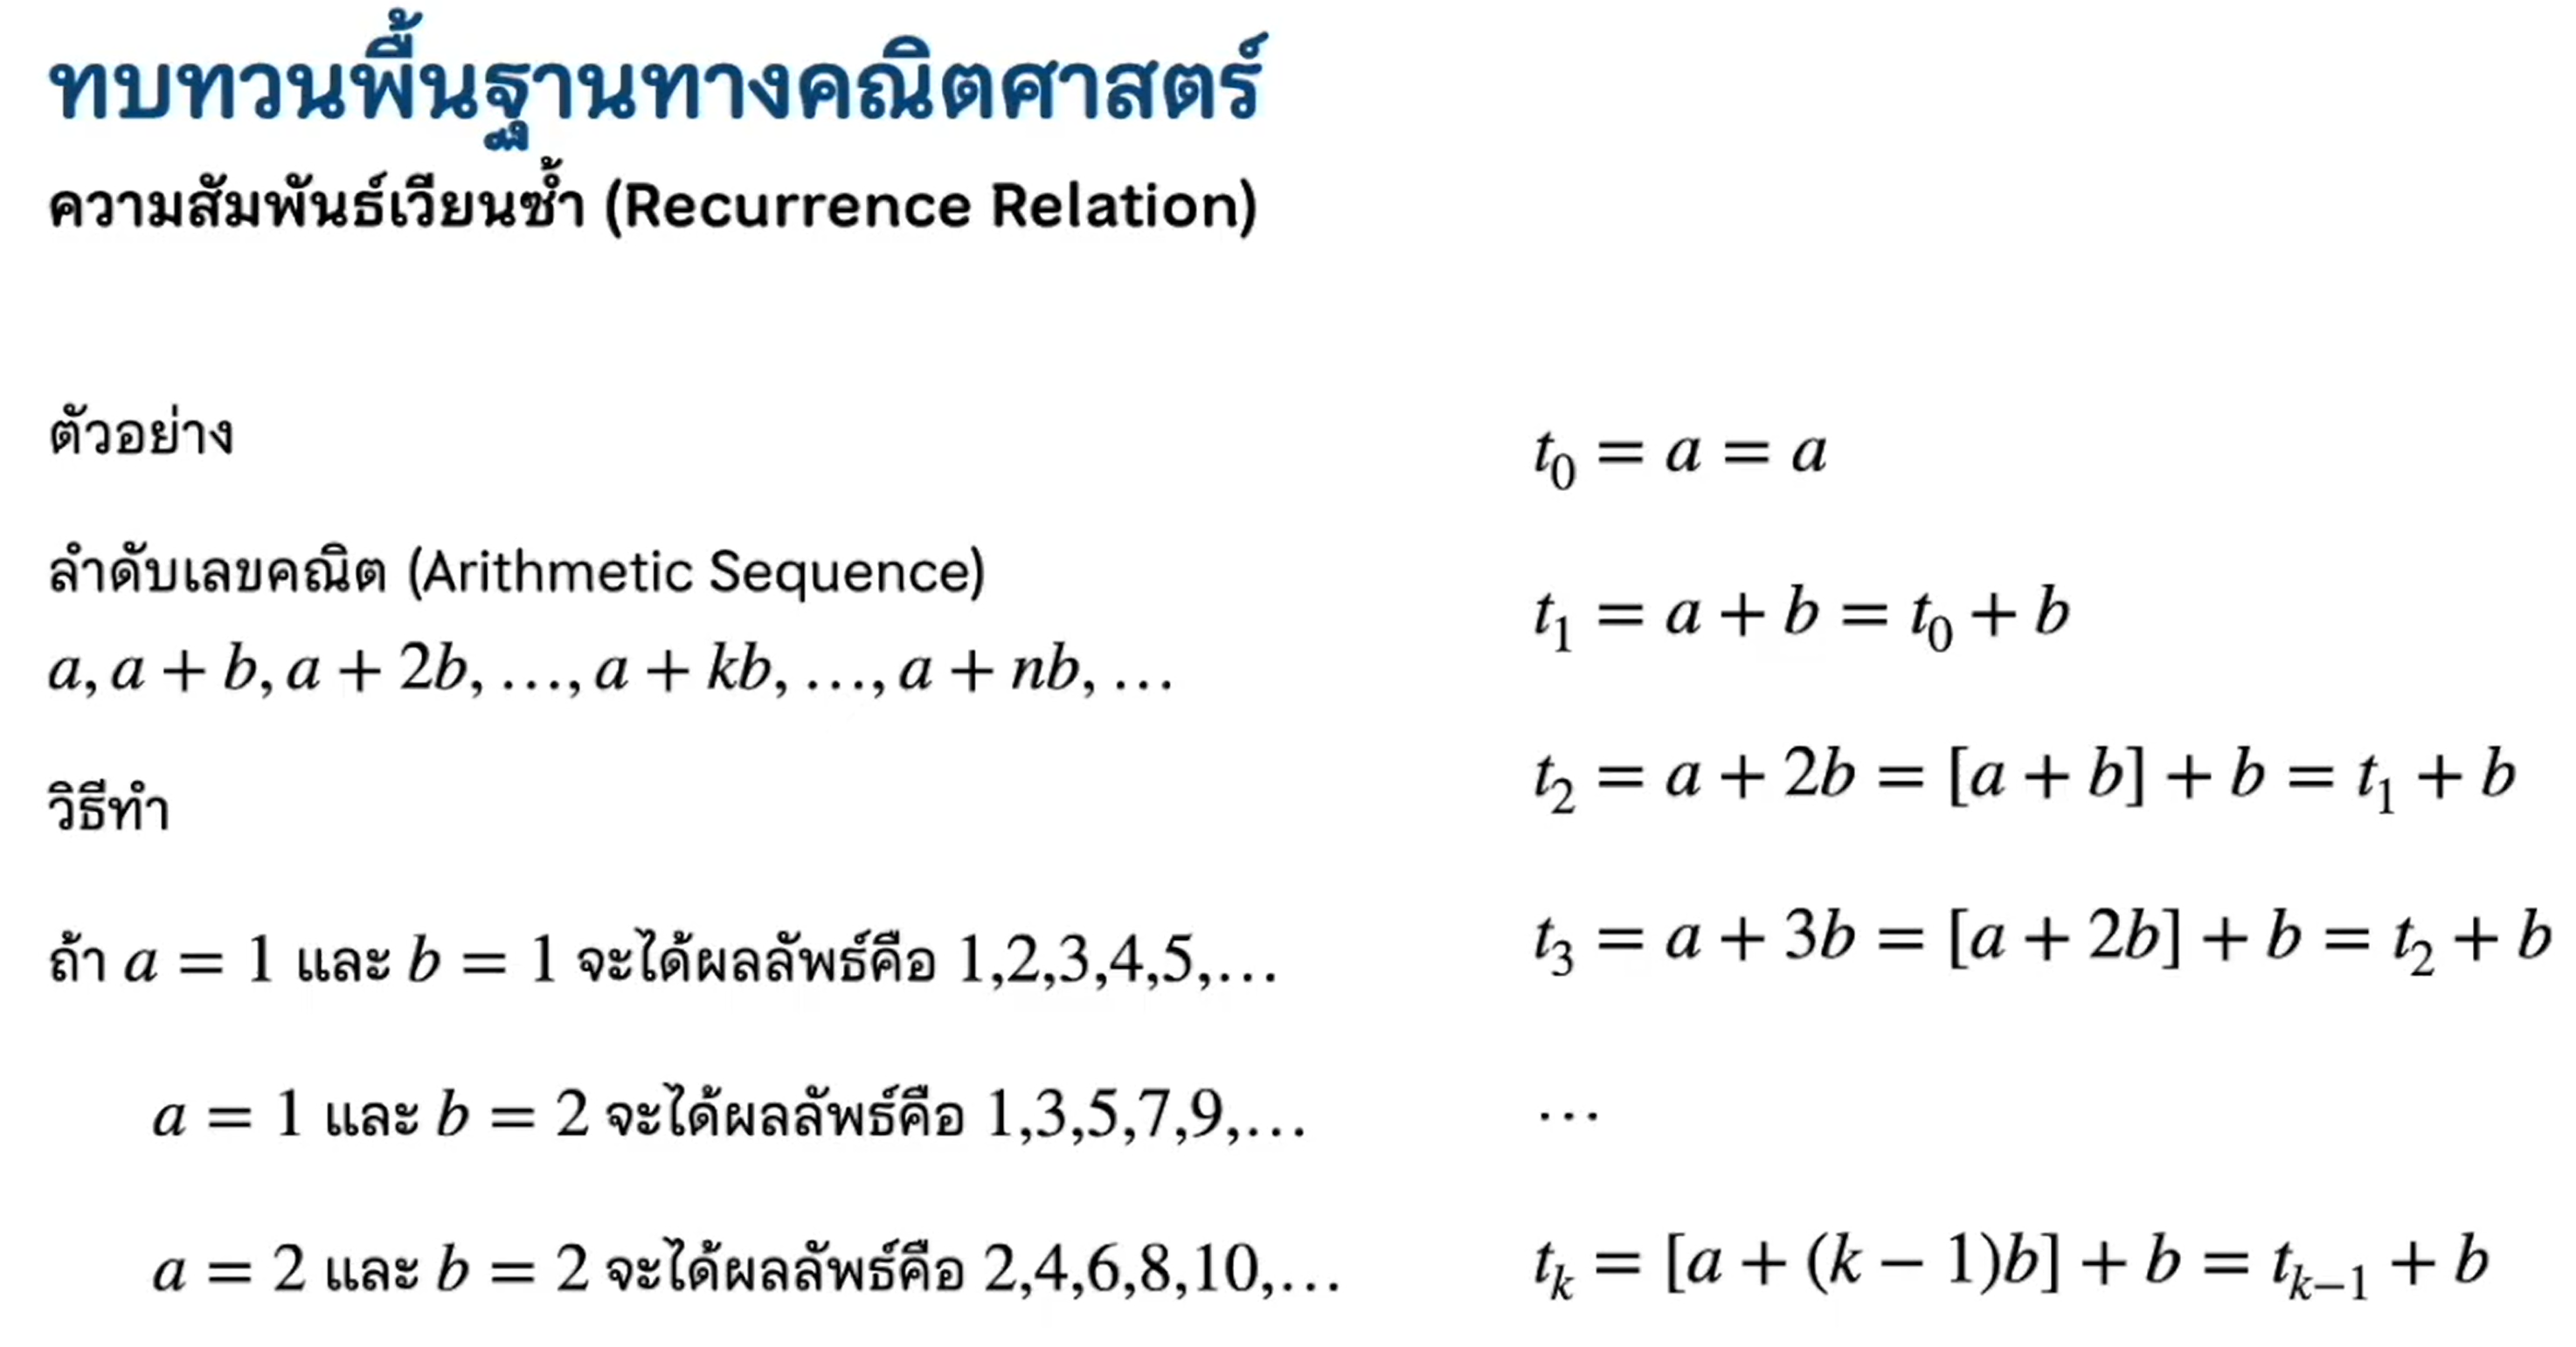 ทบทวนพื้นฐานทางคณิตศาสตร์
ความสัมพันธ์เวียนซ้ำ (Recurrence Relation)
ตัวอย่าง
ลำดับเลขคณิต (Arithmetic Sequence)
a, a + b, a + 2b, …, a + kb, …, a + nb, …
วิธีทำ
ถ้า a = 1 และ b = 1 จะได้ผลลัพธ์คือ 1,2,3,4,5,…
a = 1 และ b = 2 จะได้ผลลัพธ์คือ 1,3,5,7,9,…
a = 2 และ b = 2 จะได้ผลลัพธ์คือ 2,4,6,8,10,…
t₀ = a = a
t₁ = a + b = t₀ + b
t₂ = a + 2b = [a + b] + b = t₁ + b
t₃ = a + 3b = [a + 2b] + b = t₂ + b
…
tₖ = [a + (k − 1)b] + b = tₖ₋₁ + b